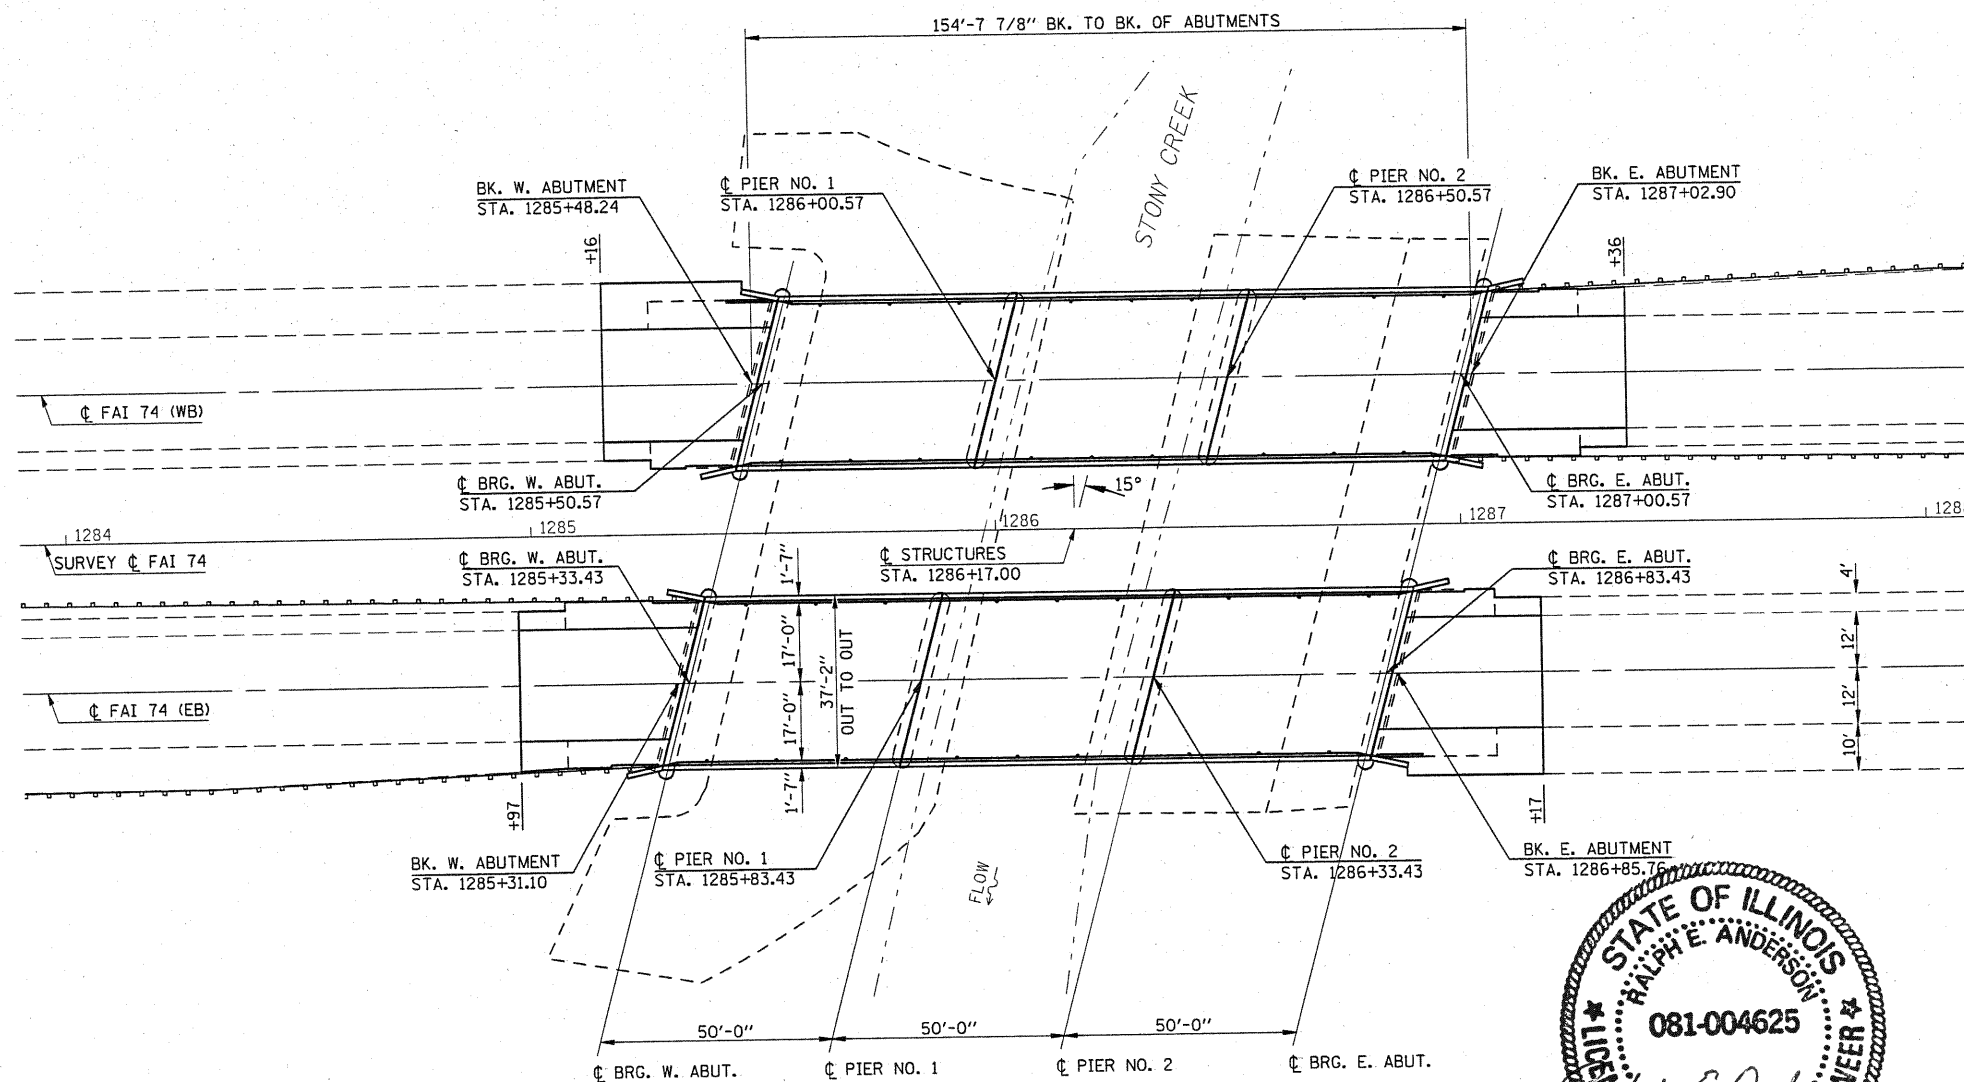 154'-7 7/8" BK. TO BK. OF ABUTMENTS
STONY CREEK
BK. W. ABUTMENT
STA. 1285+48.24
℄ PIER NO. 1
STA. 1286+00.57
℄ PIER NO. 2
STA. 1286+50.57
BK. E. ABUTMENT
STA. 1287+02.90
+16
+36
℄ FAI 74 (WB)
℄ BRG. W. ABUT.
STA. 1285+50.57
15°
℄ BRG. E. ABUT.
STA. 1287+00.57
1284
1285
1286
1287
128
SURVEY ℄ FAI 74
℄ BRG. W. ABUT.
STA. 1285+33.43
1'-7"
℄ STRUCTURES
STA. 1286+17.00
℄ BRG. E. ABUT.
STA. 1286+83.43
4'
17'-0"
37'-2"
OUT TO OUT
12'
℄ FAI 74 (EB)
17'-0"
12'
10'
1'-7"
+97
+17
BK. W. ABUTMENT
STA. 1285+31.10
℄ PIER NO. 1
STA. 1285+83.43
FLOW
℄ PIER NO. 2
STA. 1286+33.43
BK. E. ABUTMENT
STA. 1286+85.76
50'-0"
50'-0"
50'-0"
℄ BRG. W. ABUT.
℄ PIER NO. 1
℄ PIER NO. 2
℄ BRG. E. ABUT.
STATE OF ILLINOIS
RALPH E. ANDERSON
081-004625